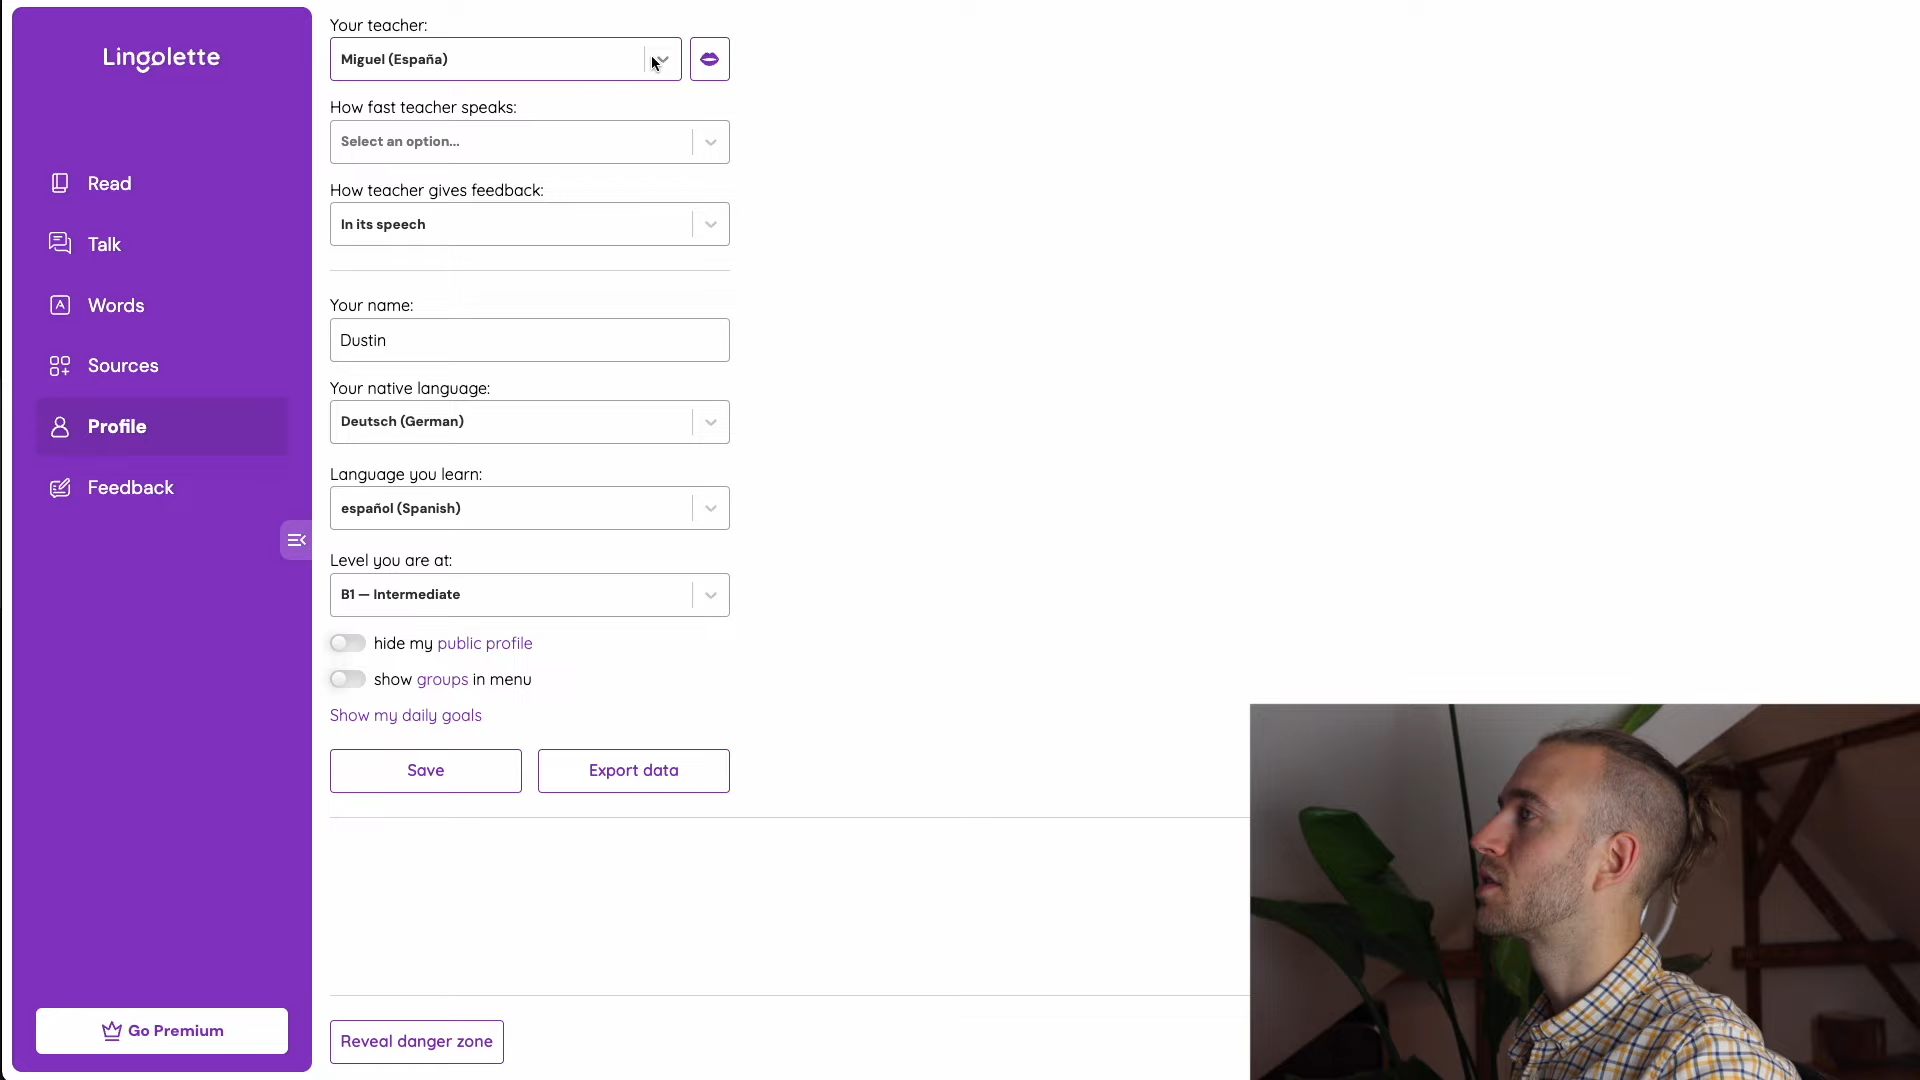 Lingolette
Read
Talk
Words
Sources
Profile
Feedback
Go Premium
Your teacher:
Miguel (España)
How fast teacher speaks:
Select an option...
How teacher gives feedback:
In its speech
Your name:
Dustin
Your native language:
Deutsch (German)
Language you learn:
español (Spanish)
Level you are at:
B1 — Intermediate
hide my public profile
show groups in menu
Show my daily goals
Save
Export data
Reveal danger zone